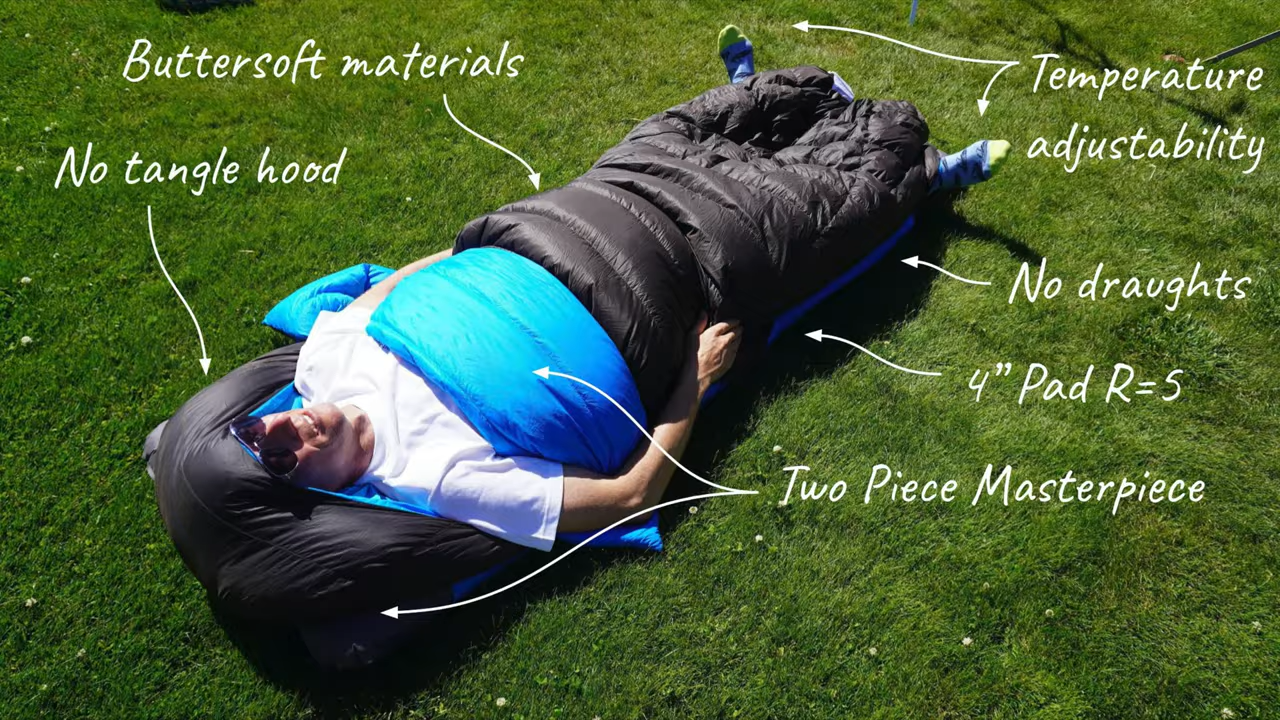 Buttersoft materials
No tangle hood
Temperature
adjustability
No draughts
4” Pad R=5
Two Piece Masterpiece